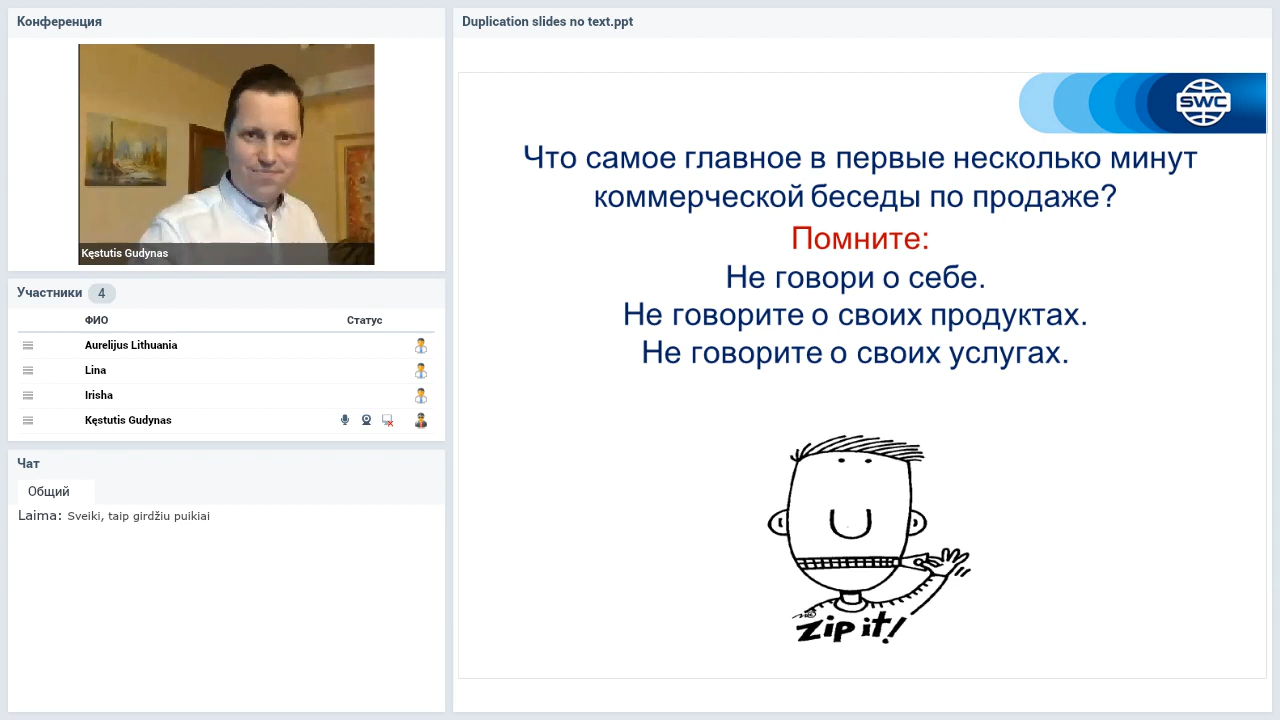 Конференция
Kęstutis Gudynas
Участники 4
ФИО Статус
Aurelijus Lithuania
Lina
Irisha
Kęstutis Gudynas
Чат
Общий
Laima: Sveiki, taip girdžiu puikiai
Duplication slides no text.ppt
SWC
Что самое главное в первые несколько минут
коммерческой беседы по продаже?
Помните:
Не говори о себе.
Не говорите о своих продуктах.
Не говорите о своих услугах.
zip it!